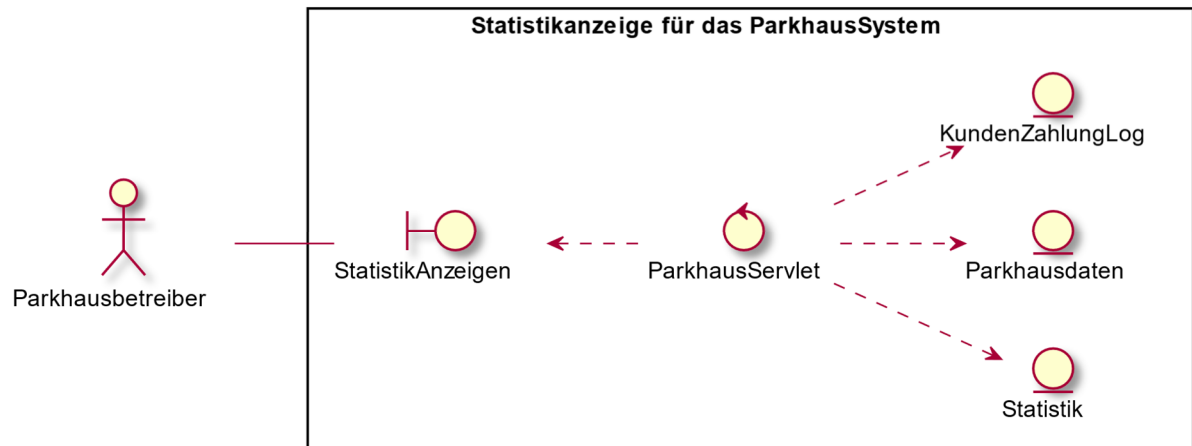 Statistikanzeige für das ParkhausSystem
KundenZahlungLog
Parkhausbetreiber
StatistikAnzeigen
ParkhausServlet
Parkhausdaten
Statistik